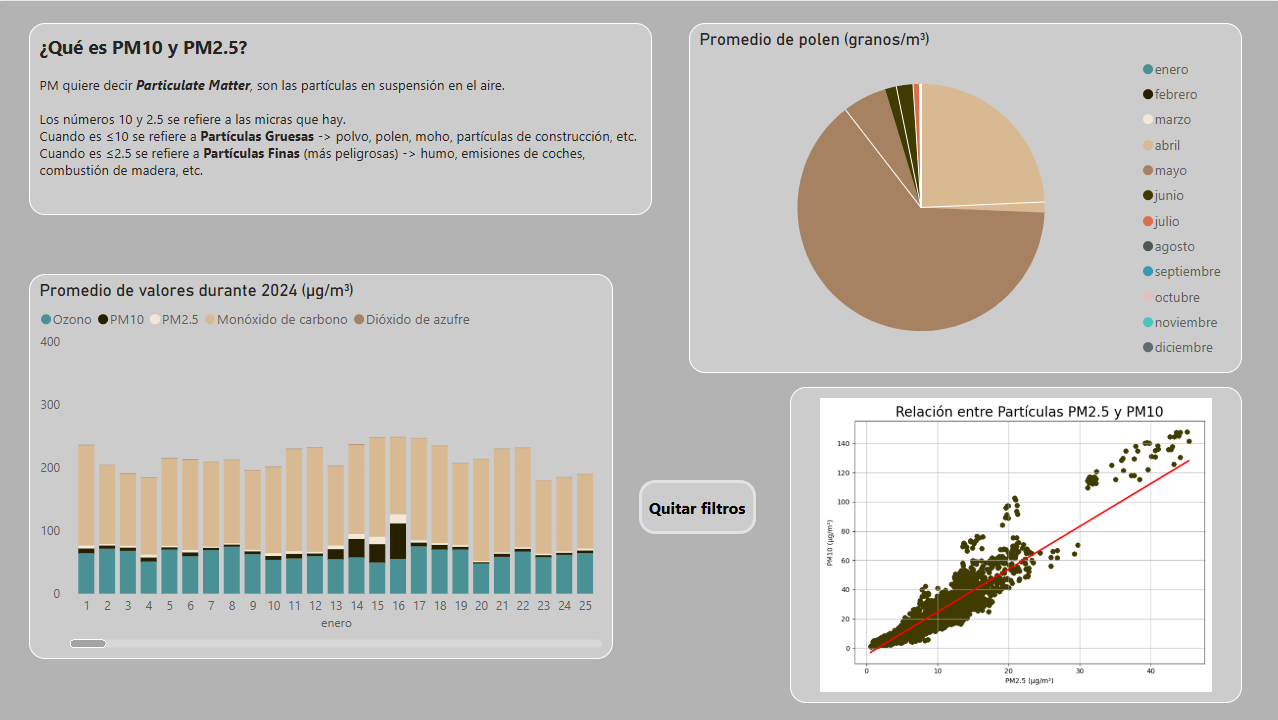 ¿Qué es PM10 y PM2.5?
PM quiere decir Particulate Matter, son las partículas en suspensión en el aire.
Los números 10 y 2.5 se refiere a las micras que hay.
Cuando es ≤10 se refiere a Partículas Gruesas -> polvo, polen, moho, partículas de construcción, etc.
Cuando es ≤2.5 se refiere a Partículas Finas (más peligrosas) -> humo, emisiones de coches,
combustión de madera, etc.
Promedio de polen (granos/m³)
enero
febrero
marzo
abril
mayo
junio
julio
agosto
septiembre
octubre
noviembre
diciembre
Promedio de valores durante 2024 (µg/m³)
Ozono PM10 PM2.5 Monóxido de carbono Dióxido de azufre
400
300
200
100
0
1 2 3 4 5 6 7 8 9 10 11 12 13 14 15 16 17 18 19 20 21 22 23 24 25
enero
Quitar filtros
Relación entre Partículas PM2.5 y PM10
PM10 (µg/m³)
140
120
100
80
60
40
20
0
0 10 20 30 40
PM2.5 (µg/m³)